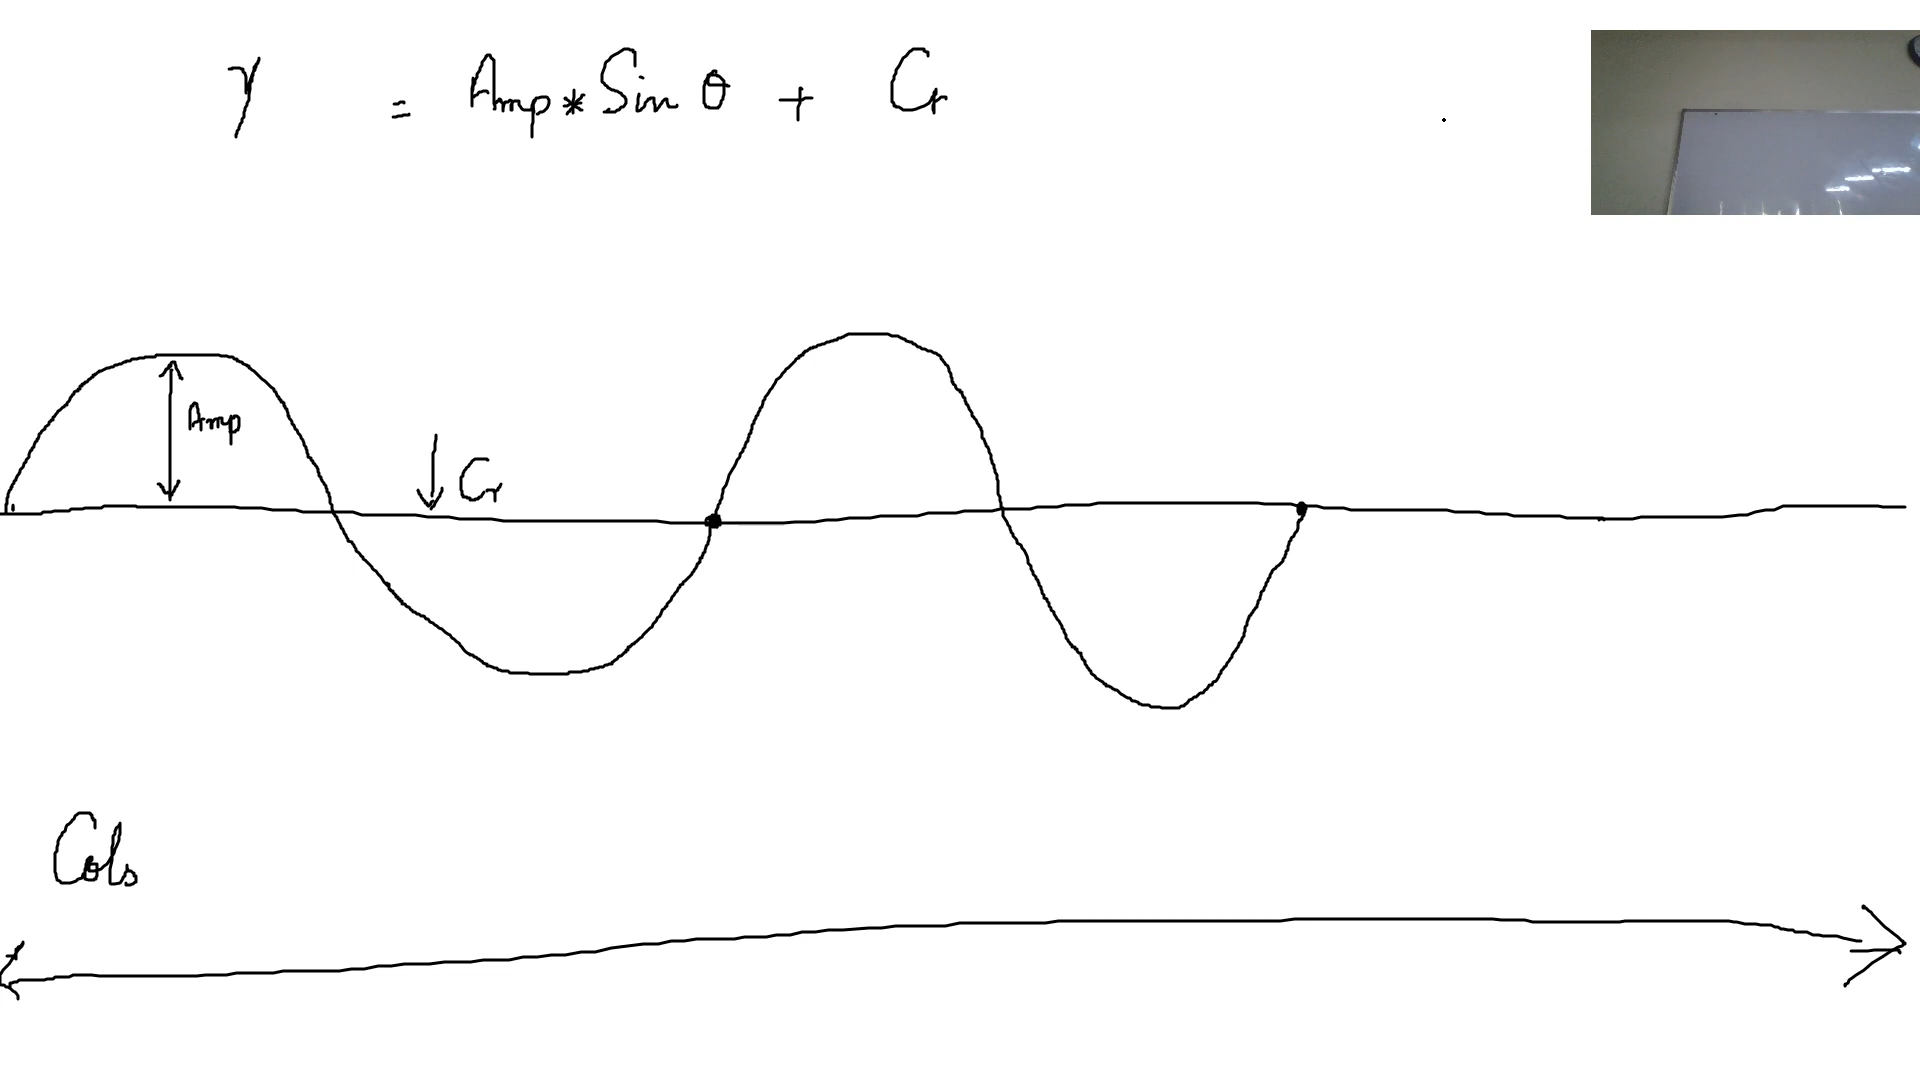 γ = Amp * Sin θ + Cr
Amp
Cr
Cols